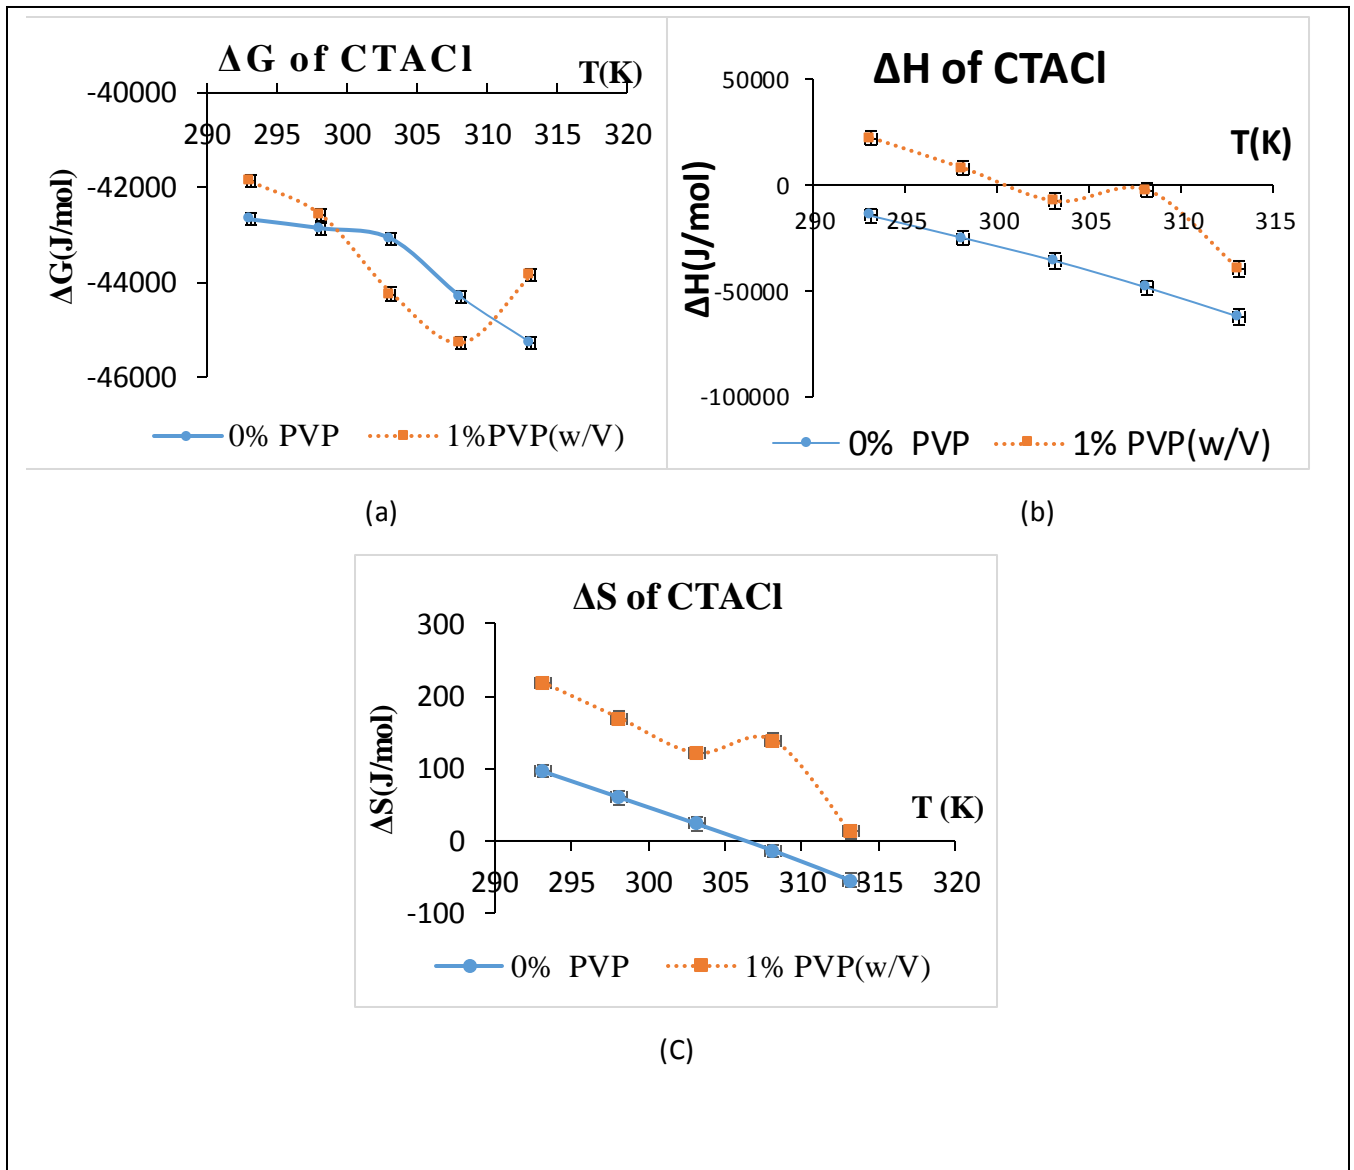 ΔG of CTACl
T(K)
-40000
290 295 300 305 310 315 320
-42000
-44000
-46000
ΔG(J/mol)
0% PVP 1%PVP(w/V)
(a)
ΔH of CTACl
50000
T(K)
0
290 295 300 305 310 315
-50000
-100000
ΔH(J/mol)
0% PVP 1% PVP(w/V)
(b)
ΔS of CTACl
300
200
100
T (K)
0
290 295 300 305 310 315 320
-100
ΔS(J/mol)
0% PVP 1% PVP(w/V)
(C)